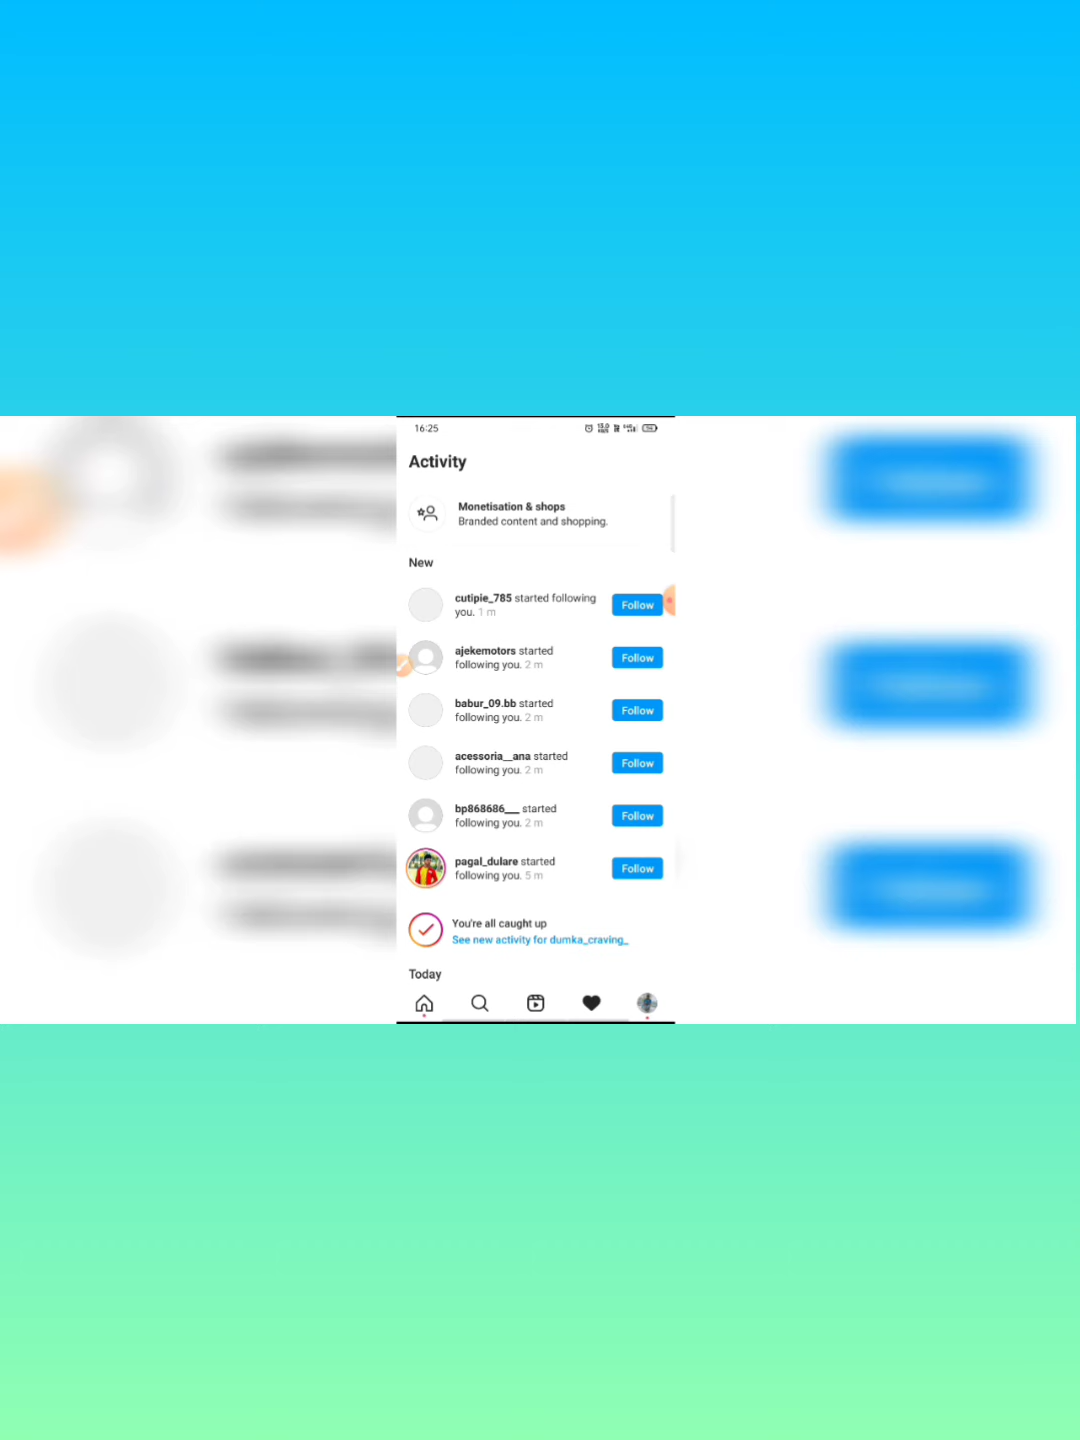 16:25
Activity
Monetisation & shops
Branded content and shopping.
New
cutipie_785 started following
you. 1 m
Follow
ajekemotors started
following you. 2 m
Follow
babur_09.bb started
following you. 2 m
Follow
acessoria__ana started
following you. 2 m
Follow
bp868686___ started
following you. 2 m
Follow
pagal_dulare started
following you. 5 m
Follow
You're all caught up
See new activity for dumka_craving_
Today